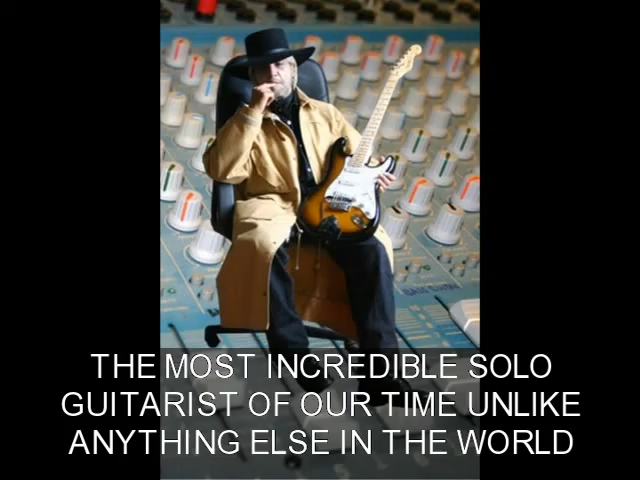 THE MOST INCREDIBLE SOLO
GUITARIST OF OUR TIME UNLIKE
ANYTHING ELSE IN THE WORLD